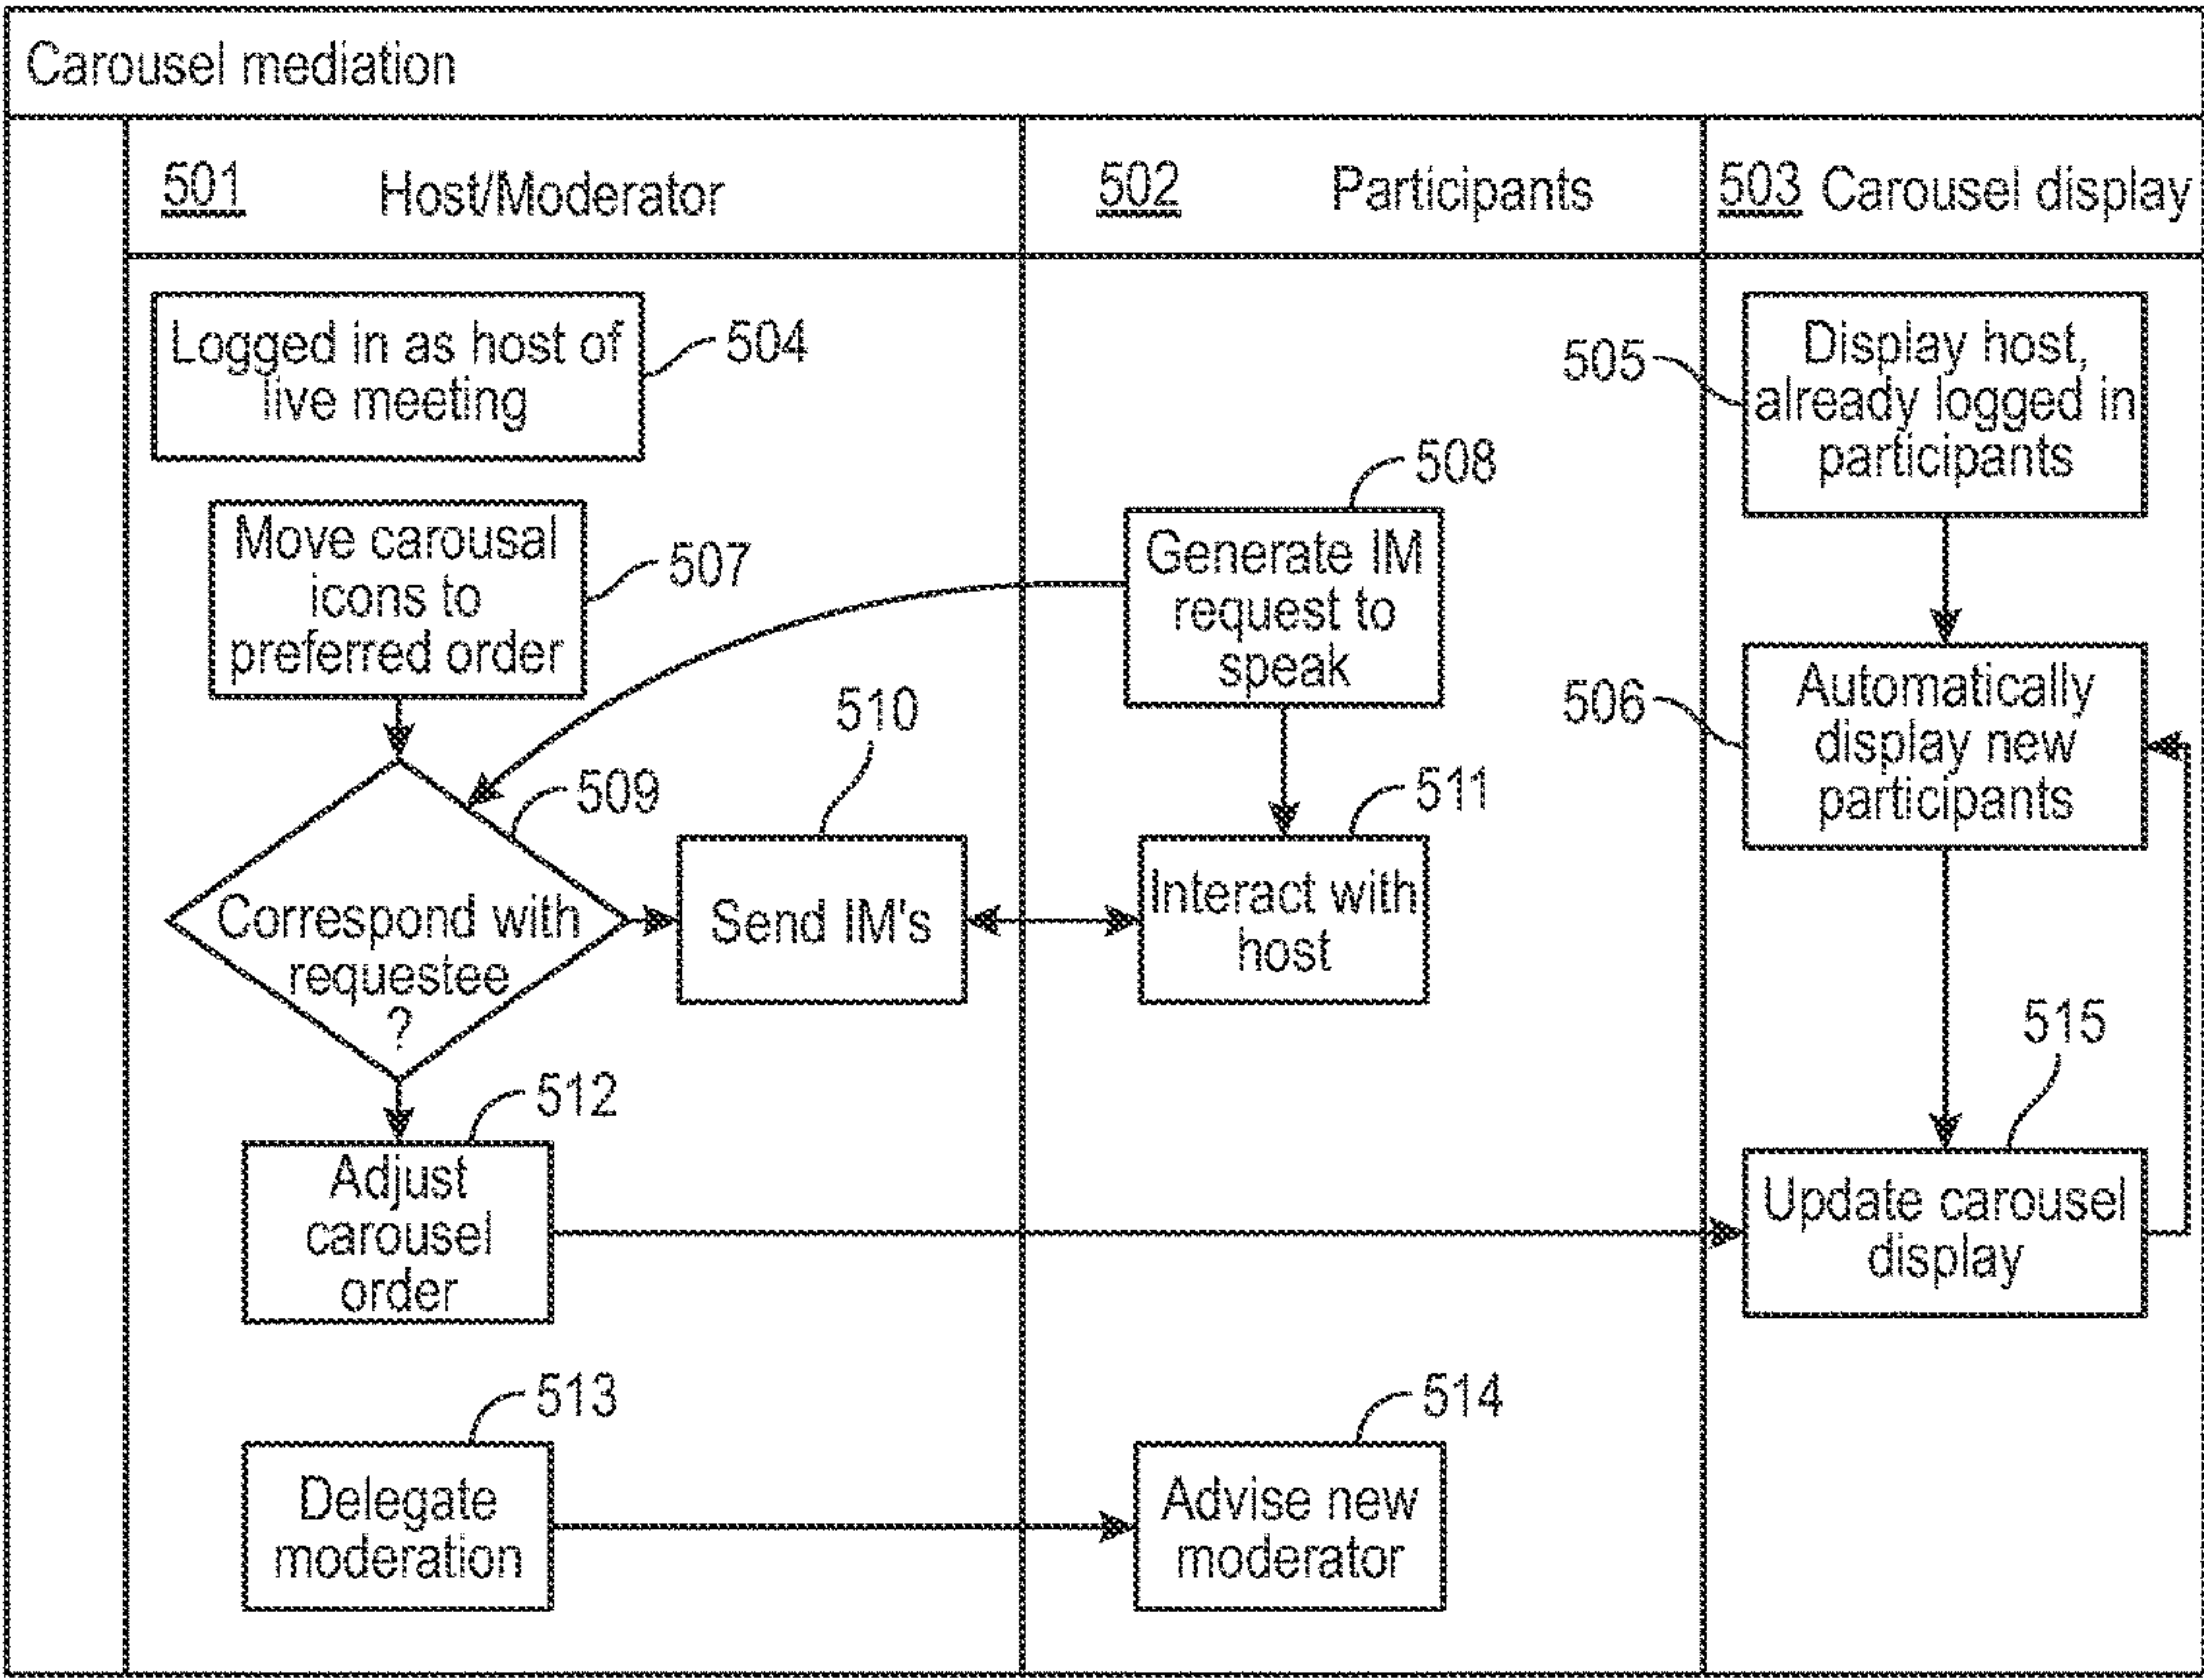 Carousel mediation
501 Host/Moderator
502 Participants
503 Carousel display
Logged in as host of
live meeting
504
505
Display host,
already logged in
participants
Move carousal
icons to
preferred order
507
508
Generate IM
request to
speak
506
Automatically
display new
participants
509
Correspond with
requestee
?
510
Send IM's
511
Interact with
host
512
Adjust
carousel
order
515
Update carousel
display
513
Delegate
moderation
514
Advise new
moderator